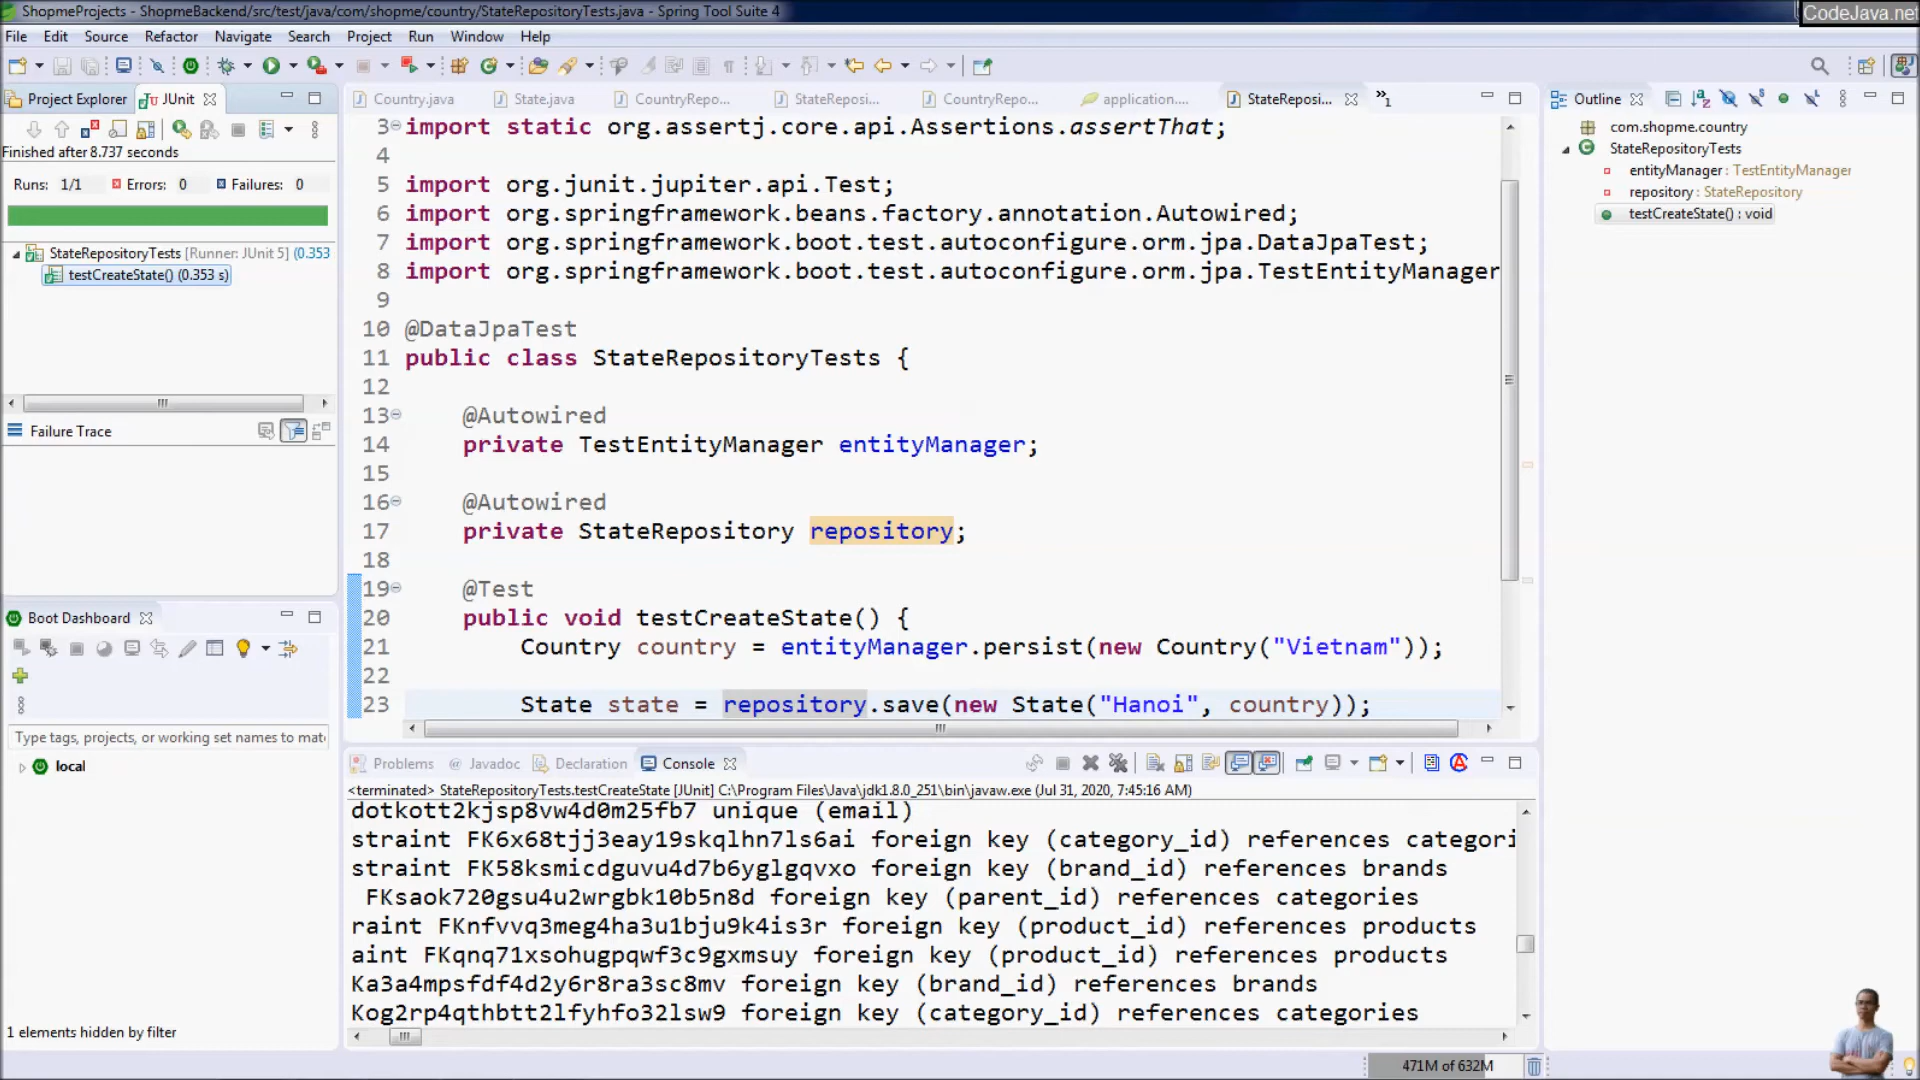 ShopmeProjects - ShopmeBackend/src/test/java/com/shopme/country/StateRepositoryTests.java - Spring Tool Suite 4
CodeJava.net
File Edit Source Refactor Navigate Search Project Run Window Help
Project Explorer JUnit
Finished after 8.737 seconds
Runs: 1/1 Errors: 0 Failures: 0
StateRepositoryTests [Runner: JUnit 5] (0.353
testCreateState() (0.353 s)
Failure Trace
Boot Dashboard
Type tags, projects, or working set names to mat
local
1 elements hidden by filter
Country.java State.java CountryRepo... StateReposi... CountryRepo... application.... StateReposi... »1
3 import static org.assertj.core.api.Assertions.assertThat;
4
5 import org.junit.jupiter.api.Test;
6 import org.springframework.beans.factory.annotation.Autowired;
7 import org.springframework.boot.test.autoconfigure.orm.jpa.DataJpaTest;
8 import org.springframework.boot.test.autoconfigure.orm.jpa.TestEntityManager
9
10 @DataJpaTest
11 public class StateRepositoryTests {
12
13 @Autowired
14 private TestEntityManager entityManager;
15
16 @Autowired
17 private StateRepository repository;
18
19 @Test
20 public void testCreateState() {
21 Country country = entityManager.persist(new Country("Vietnam"));
22
23 State state = repository.save(new State("Hanoi", country));
Problems @ Javadoc Declaration Console
<terminated> StateRepositoryTests.testCreateState [JUnit] C:\Program Files\Java\jdk1.8.0_251\bin\javaw.exe (Jul 31, 2020, 7:45:16 AM)
dotkott2kjsp8vw4d0m25fb7 unique (email)
straint FK6x68tjj3eay19skqlhn7ls6ai foreign key (category_id) references categori
straint FK58ksmicdguvu4d7b6yglgqvxo foreign key (brand_id) references brands
FKsaok720gsu4u2wrgbk10b5n8d foreign key (parent_id) references categories
raint FKnfvvq3meg4ha3u1bju9k4is3r foreign key (product_id) references products
aint FKqnq71xsohugpqwf3c9gxmsuy foreign key (product_id) references products
Ka3a4mpsfdf4d2y6r8ra3sc8mv foreign key (brand_id) references brands
Kog2rp4qthbtt2lfyhfo32lsw9 foreign key (category_id) references categories
Outline
com.shopme.country
StateRepositoryTests
entityManager : TestEntityManager
repository : StateRepository
testCreateState() : void
471M of 632M